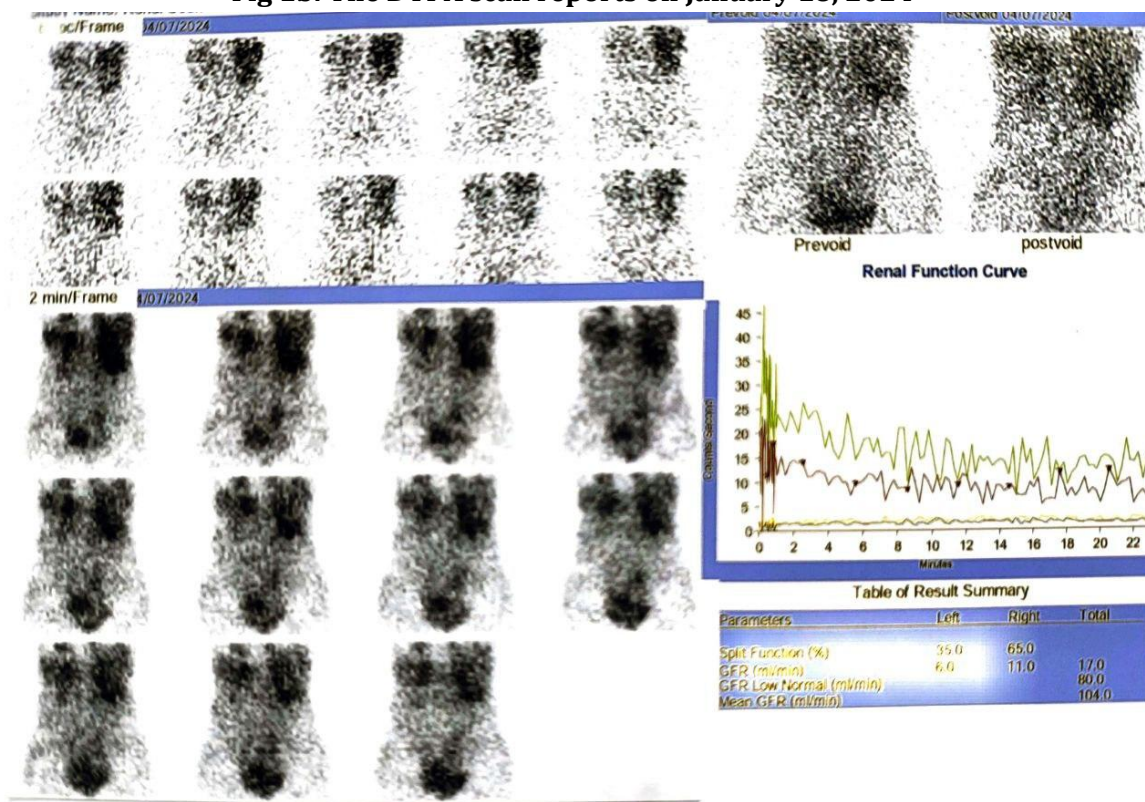 04/07/2024
Prevoid 04/07/2024
Postvoid 04/07/2024
Prevoid
postvoid
2 min/Frame
/07/2024
Renal Function Curve
45
40
35
30
25
20
15
10
5
0
0 2 4 6 8 10 12 14 16 18 20 22
Minutes
Table of Result Summary
Parameters Left Right Total
Split Function (%) 35.0 65.0
GFR (ml/min) 6.0 11.0 17.0
GFR Low Normal (ml/min) 80.0
Mean GFR (ml/min) 104.0